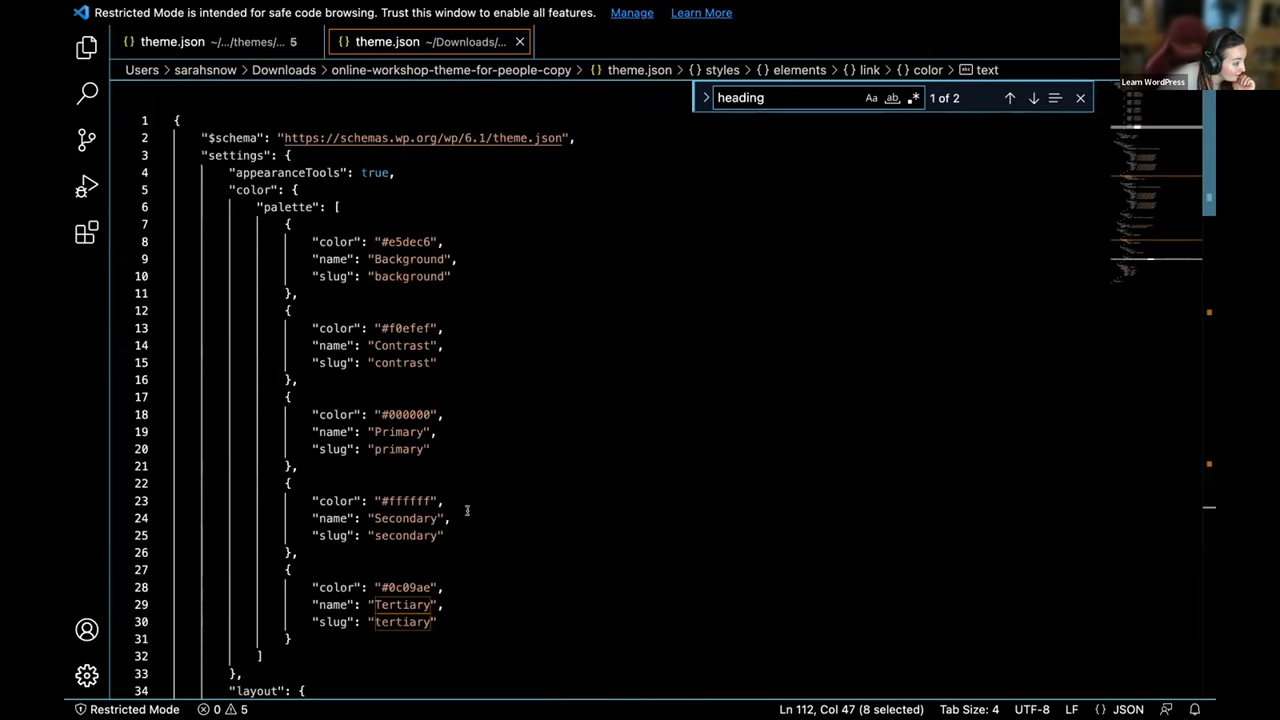 Restricted Mode is intended for safe code browsing. Trust this window to enable all features. Manage Learn More
theme.json ~/.../themes/... 5 theme.json ~/Downloads/...
Learn WordPress
Users > sarahsnow > Downloads > online-workshop-theme-for-people-copy > {} theme.json > {} styles > {} elements > {} link > {} color > abc text
heading Aa ab .* 1 of 2
1 {
2 "$schema": "https://schemas.wp.org/wp/6.1/theme.json",
3 "settings": {
4 "appearanceTools": true,
5 "color": {
6 "palette": [
7 {
8 "color": "#e5dec6",
9 "name": "Background",
10 "slug": "background"
11 },
12 {
13 "color": "#f0efef",
14 "name": "Contrast",
15 "slug": "contrast"
16 },
17 {
18 "color": "#000000",
19 "name": "Primary",
20 "slug": "primary"
21 },
22 {
23 "color": "#ffffff",
24 "name": "Secondary",
25 "slug": "secondary"
26 },
27 {
28 "color": "#0c09ae",
29 "name": "Tertiary",
30 "slug": "tertiary"
31 }
32 ]
33 },
34 "layout": {
Restricted Mode 0 5 Ln 112, Col 47 (8 selected) Tab Size: 4 UTF-8 LF {} JSON